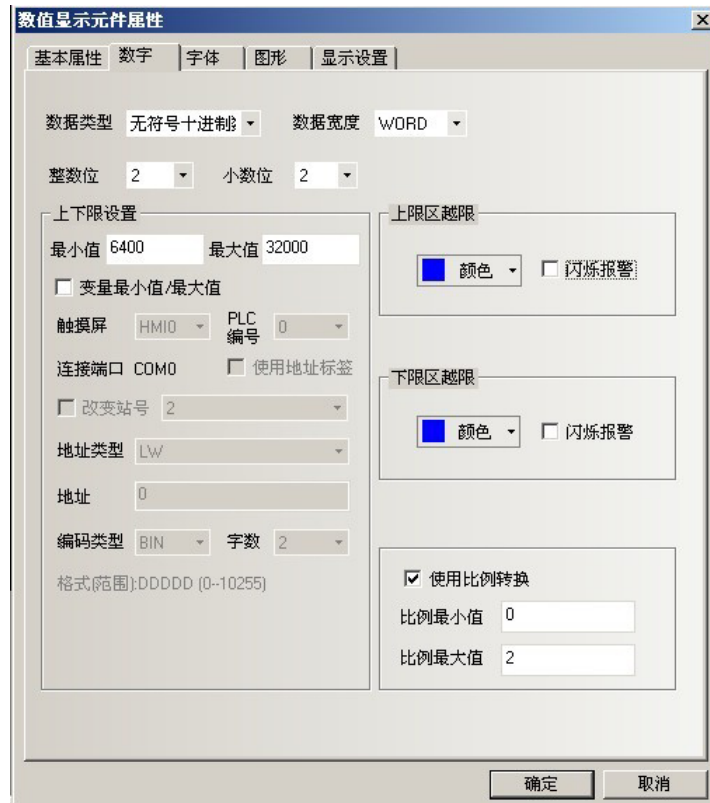 数值显示元件属性
基本属性 数字 字体 图形 显示设置
数据类型 无符号十进制 数据宽度 WORD
整数位 2 小数位 2
上下限设置
最小值 6400 最大值 32000
变量最小值/最大值
触摸屏 HMI0 PLC编号 0
连接端口 COM0 使用地址标签
改变站号 2
地址类型 LW
地址 0
编码类型 BIN 字数 2
格式(范围):DDDDD (0--10255)
上限区越限
颜色 闪烁报警
下限区越限
颜色 闪烁报警
使用比例转换
比例最小值 0
比例最大值 2
确定 取消